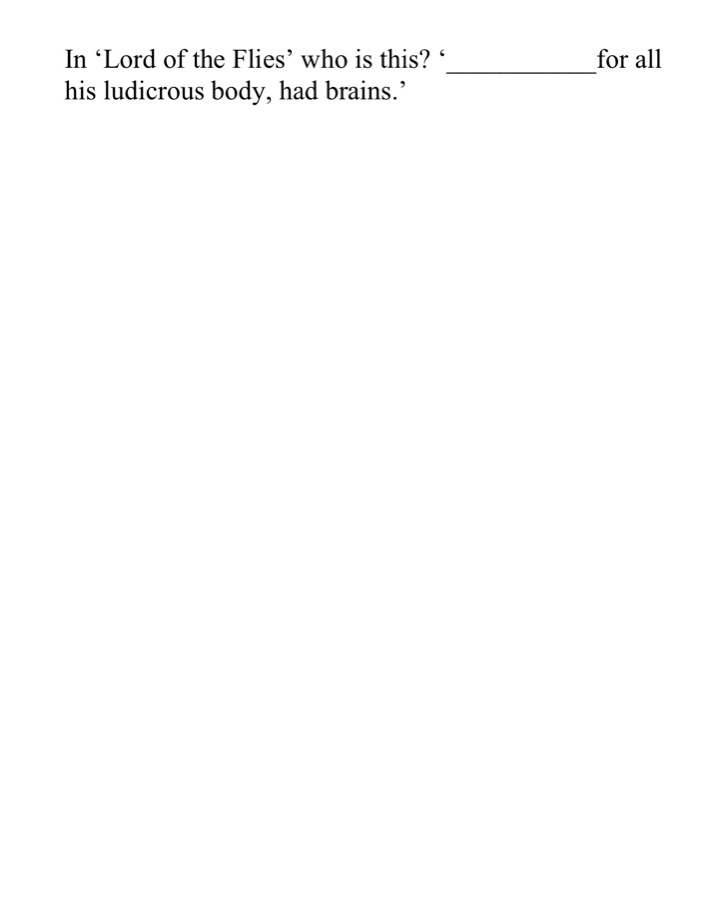 In ‘Lord of the Flies’ who is this? ‘___________for all
his ludicrous body, had brains.’